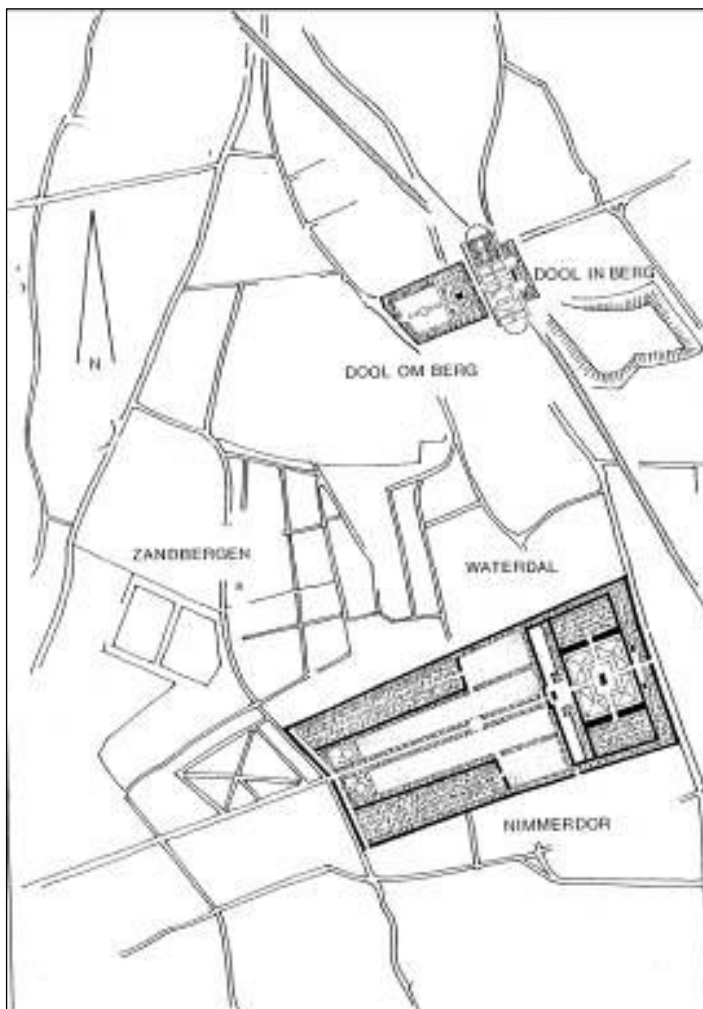 DOOL IN BERG
N
DOOL OM BERG
ZANDBERGEN
WATERDAL
NIMMERDOR